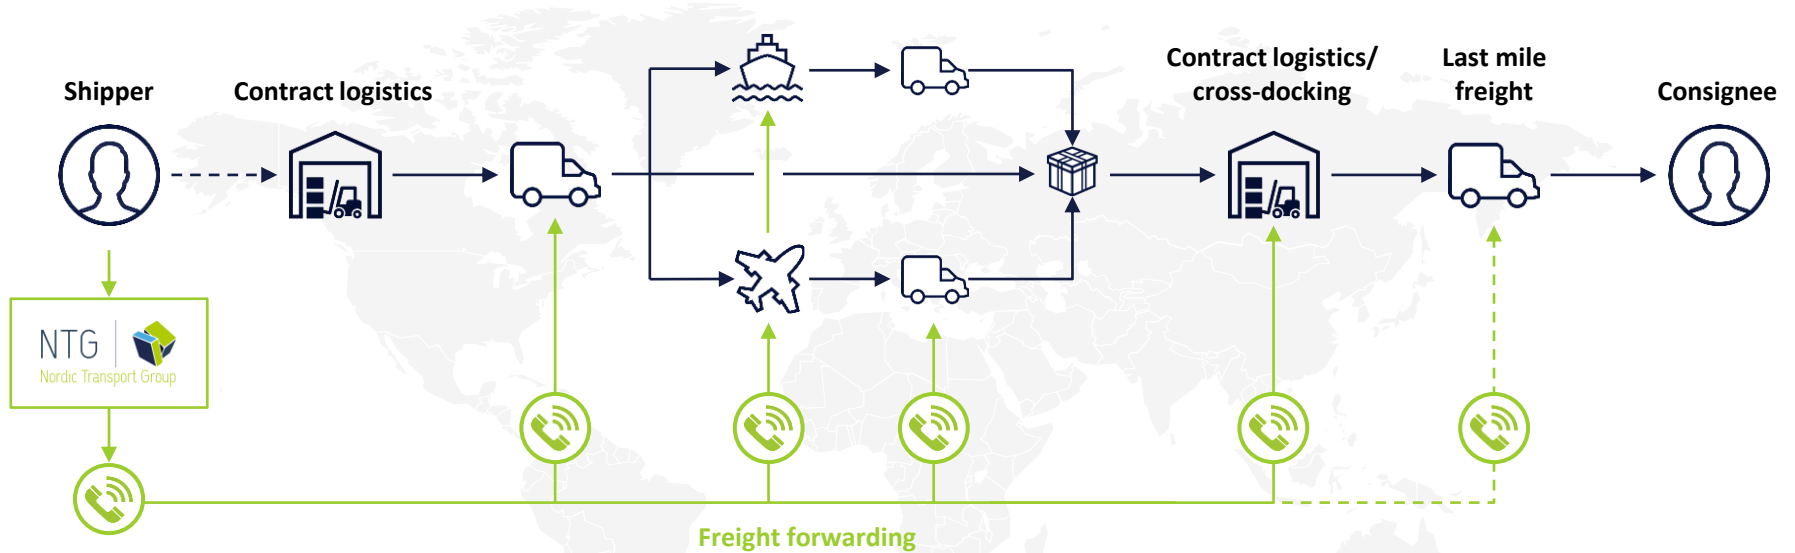 Shipper
Contract logistics
Contract logistics/
cross-docking
Last mile
freight
Consignee
NTG
Nordic Transport Group
Freight forwarding